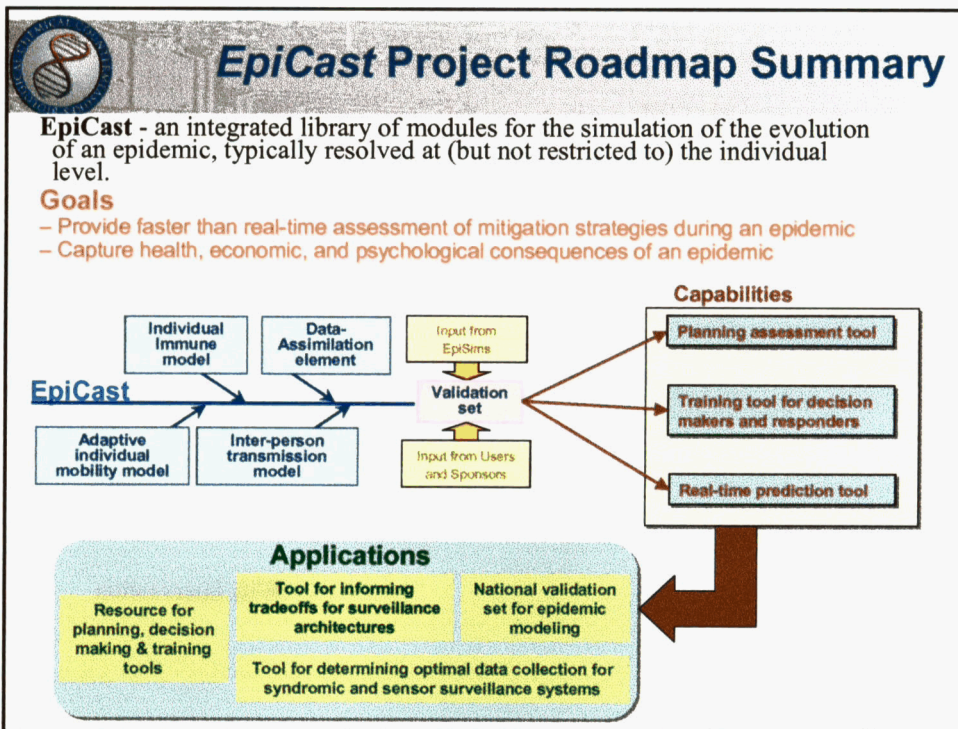 EpiCast Project Roadmap Summary
EpiCast - an integrated library of modules for the simulation of the evolution
of an epidemic, typically resolved at (but not restricted to) the individual
level.
Goals
– Provide faster than real-time assessment of mitigation strategies during an epidemic
– Capture health, economic, and psychological consequences of an epidemic
Individual
Immune
model
Data-
Assimilation
element
Input from
EpiSims
EpiCast
Validation
set
Adaptive
individual
mobility model
Inter-person
transmission
model
Input from Users
and Sponsors
Capabilities
Planning assessment tool
Training tool for decision
makers and responders
Real-time prediction tool
Applications
Resource for
planning, decision
making & training
tools
Tool for informing
tradeoffs for surveillance
architectures
National validation
set for epidemic
modeling
Tool for determining optimal data collection for
syndromic and sensor surveillance systems